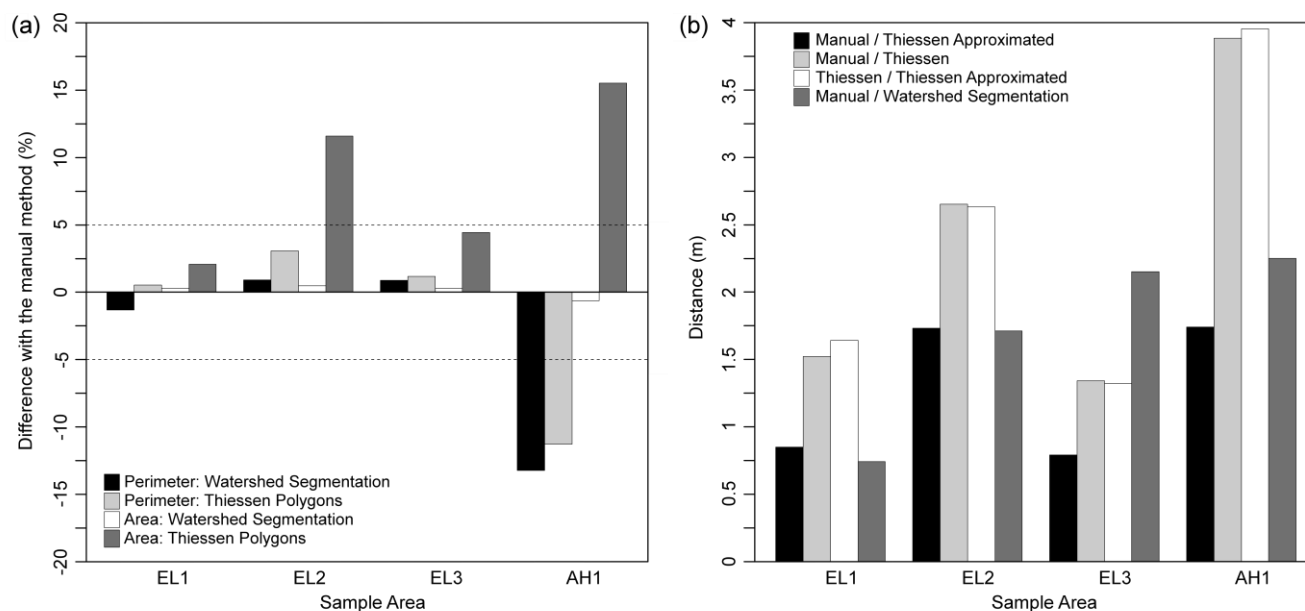 (a)
Difference with the manual method (%)
20
15
10
5
0
-5
-10
-15
-20
Perimeter: Watershed Segmentation
Perimeter: Thiessen Polygons
Area: Watershed Segmentation
Area: Thiessen Polygons
EL1 EL2 EL3 AH1
Sample Area
(b)
Distance (m)
4
3.5
2.5
2
1.5
1
0.5
0
Manual / Thiessen Approximated
Manual / Thiessen
Thiessen / Thiessen Approximated
Manual / Watershed Segmentation
EL1 EL2 EL3 AH1
Sample Area